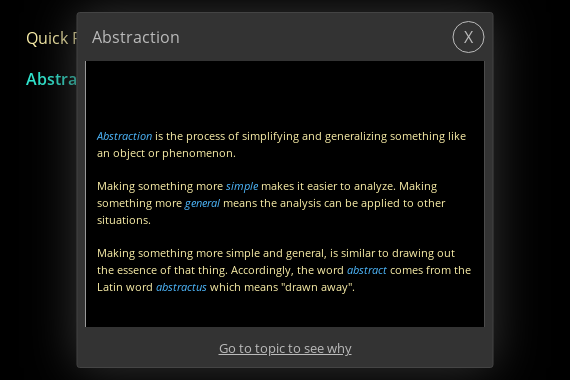 Quick
Abstraction
X
Abstra
Abstraction is the process of simplifying and generalizing something like
an object or phenomenon.
Making something more simple makes it easier to analyze. Making
something more general means the analysis can be applied to other
situations.
Making something more simple and general, is similar to drawing out
the essence of that thing. Accordingly, the word abstract comes from the
Latin word abstractus which means "drawn away".
Go to topic to see why